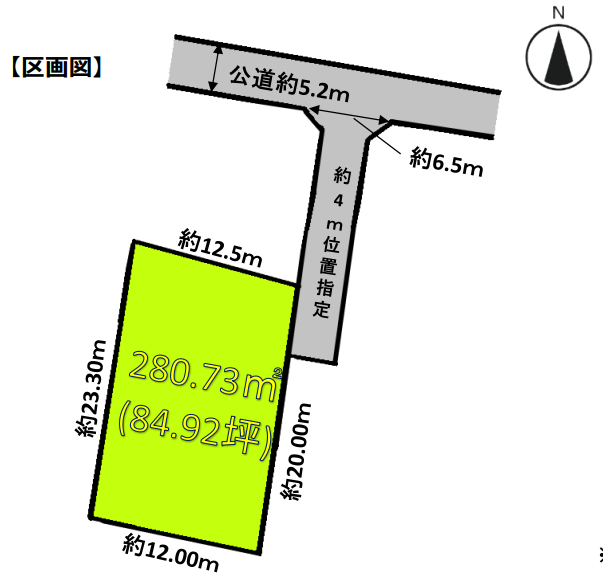 N
【区画図】
公道約5.2m
約6.5m
約4m位置指定
約12.5m
280.73㎡
(84.92坪)
約23.30m
約20.00m
約12.00m
※